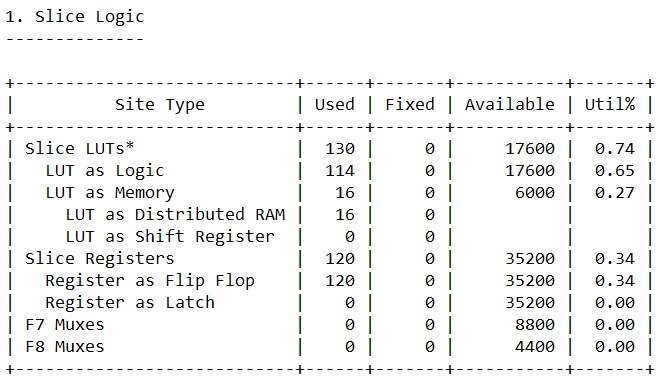 1. Slice Logic
--------------

+----------------------------+------+-------+-----------+-------+
|          Site Type         | Used | Fixed | Available | Util% |
+----------------------------+------+-------+-----------+-------+
| Slice LUTs*                |  130 |     0 |     17600 |  0.74 |
|   LUT as Logic             |  114 |     0 |     17600 |  0.65 |
|   LUT as Memory            |   16 |     0 |      6000 |  0.27 |
|     LUT as Distributed RAM |   16 |     0 |           |       |
|     LUT as Shift Register  |    0 |     0 |           |       |
| Slice Registers            |  120 |     0 |     35200 |  0.34 |
|   Register as Flip Flop    |  120 |     0 |     35200 |  0.34 |
|   Register as Latch        |    0 |     0 |     35200 |  0.00 |
| F7 Muxes                   |    0 |     0 |      8800 |  0.00 |
| F8 Muxes                   |    0 |     0 |      4400 |  0.00 |
+----------------------------+------+-------+-----------+-------+